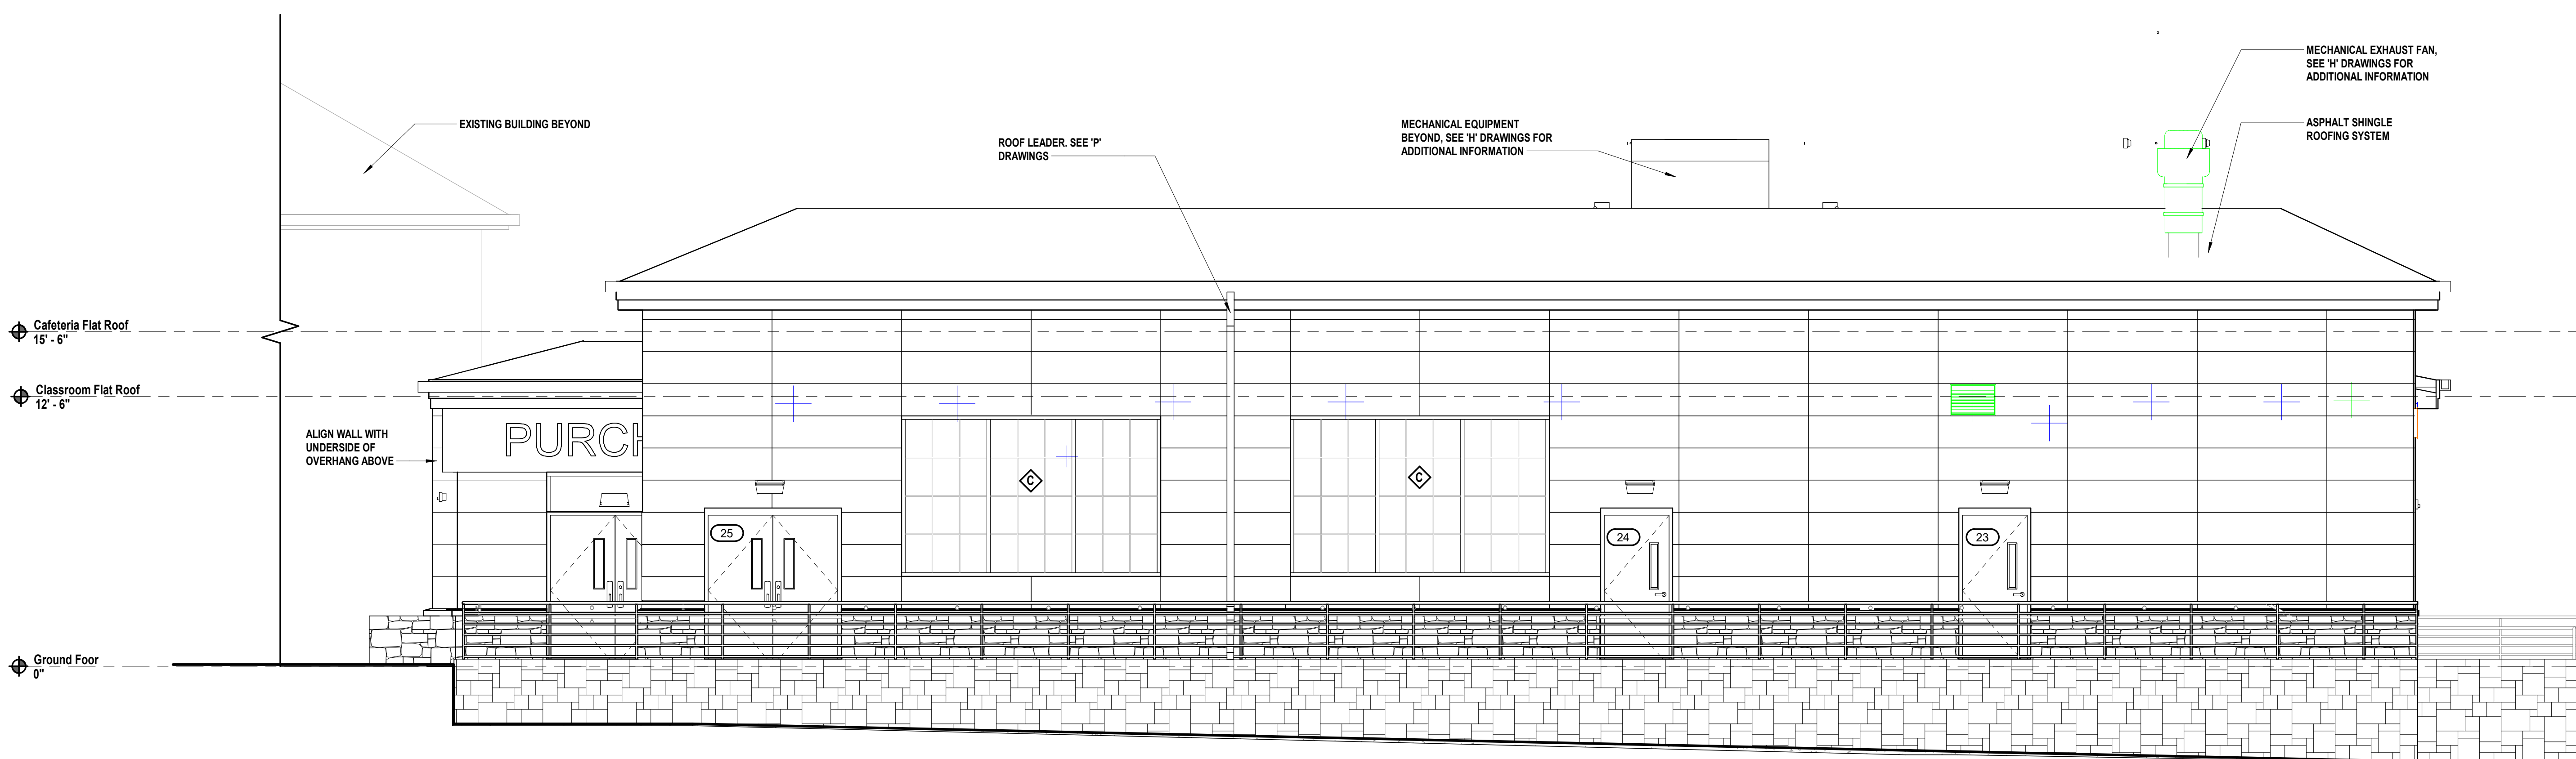 MECHANICAL EXHAUST FAN,
SEE 'H' DRAWINGS FOR
ADDITIONAL INFORMATION
EXISTING BUILDING BEYOND
ROOF LEADER. SEE 'P'
DRAWINGS
MECHANICAL EQUIPMENT
BEYOND, SEE 'H' DRAWINGS FOR
ADDITIONAL INFORMATION
ASPHALT SHINGLE
ROOFING SYSTEM
Cafeteria Flat Roof
15' - 6"
Classroom Flat Roof
12' - 6"
ALIGN WALL WITH
UNDERSIDE OF
OVERHANG ABOVE
PURCH
C
C
25
24
23
Ground Foor
0"